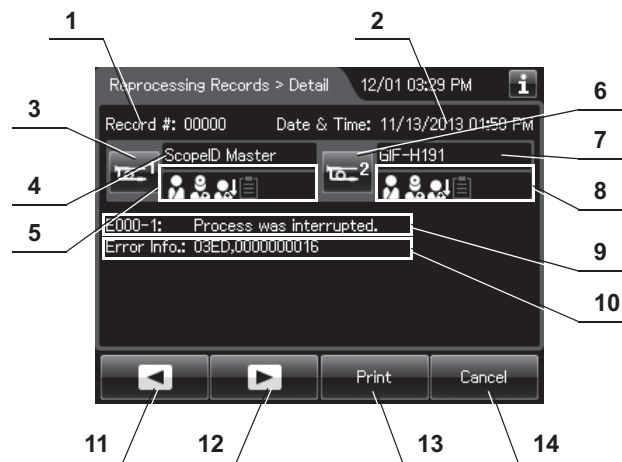 1 2
Reprocessing Records > Detail 12/01 03:29 PM i
6
Record #: 00000 Date & Time: 11/13/2013 01:50 PM
3
7
1 ScopeID Master 2 GIF-H191
4
8
5
E000-1: Process was interrupted.
9
Error Info.: 03ED,0000000016
10
Print Cancel
11 12 13 14